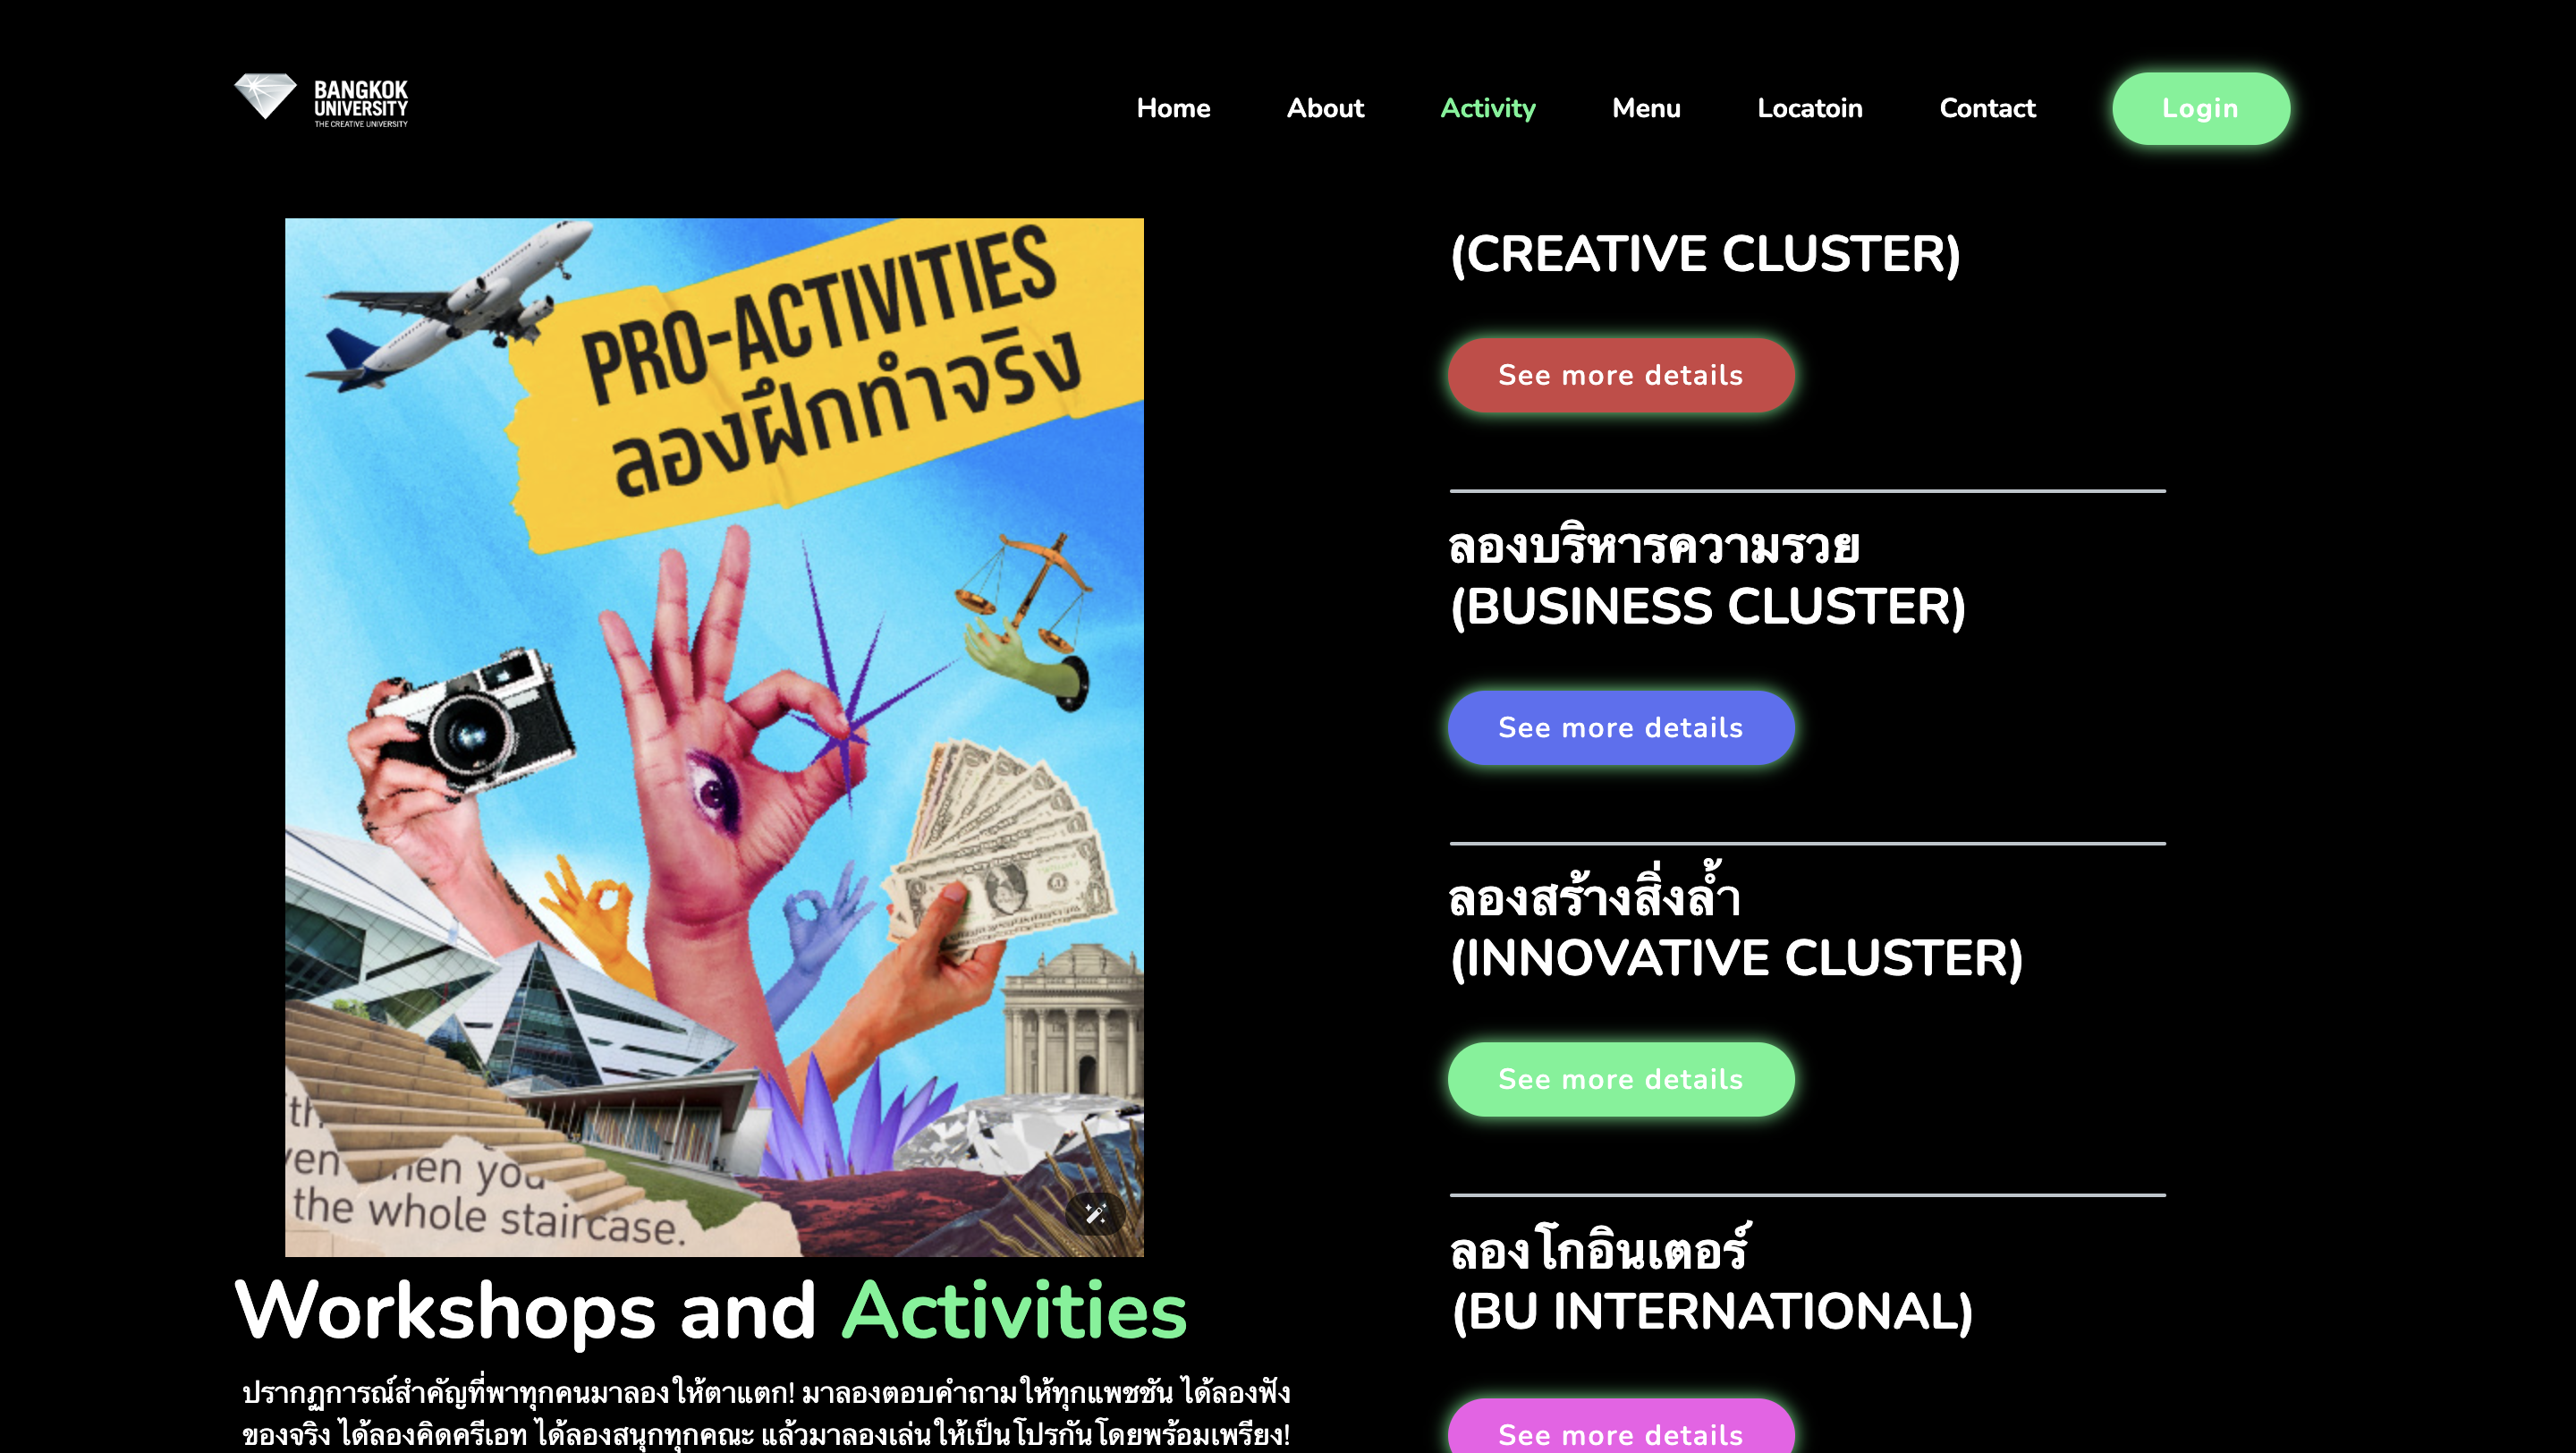 BANGKOK
UNIVERSITY
THE CREATIVE UNIVERSITY
Home
About
Activity
Menu
Locatoin
Contact
Login
PRO-ACTIVITIES
ลองฝึกทำจริง
the whole staircase.
Workshops and Activities
ปรากฏการณ์สำคัญที่พาทุกคนมาลองให้ตาแตก! มาลองตอบคำถามให้ทุกแพชชัน ได้ลองฟัง
ของจริง ได้ลองคิดครีเอท ได้ลองสนุกทุกคณะ แล้วมาลองเล่นให้เป็นโปรกันโดยพร้อมเพรียง!
(CREATIVE CLUSTER)
See more details
ลองบริหารความรวย
(BUSINESS CLUSTER)
See more details
ลองสร้างสิ่งล้ำ
(INNOVATIVE CLUSTER)
See more details
ลองโกอินเตอร์
(BU INTERNATIONAL)
See more details